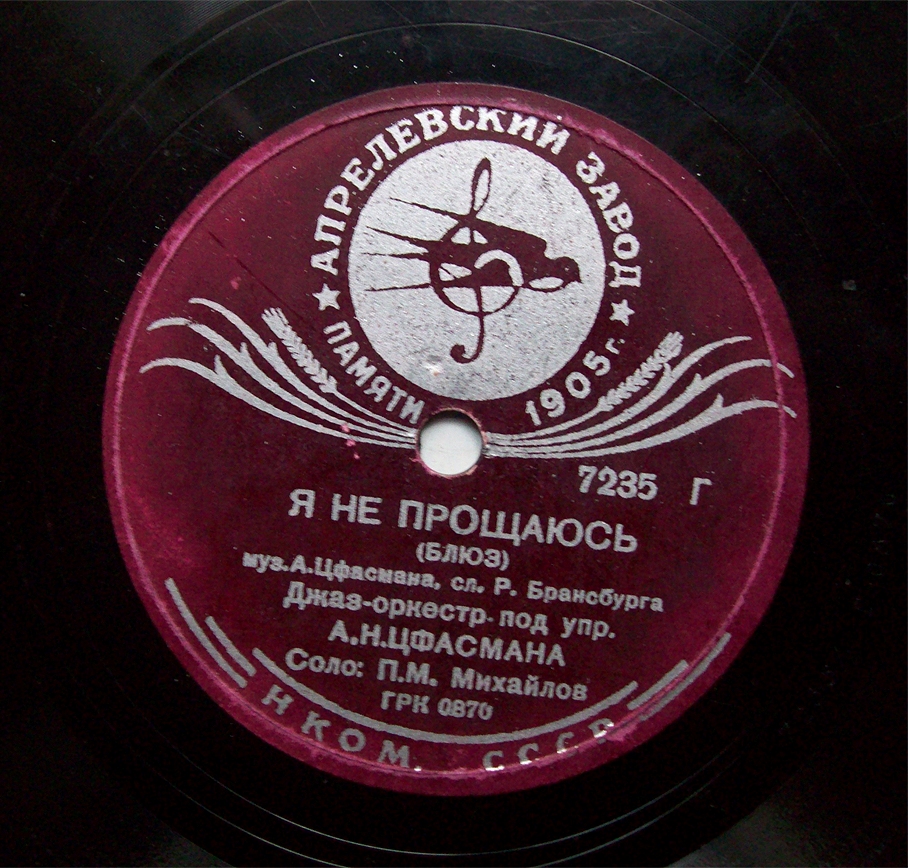 АПРЕЛЕВСКИЙ ЗАВОД
ПАМЯТИ 1905 г.
7235 Г
Я НЕ ПРОЩАЮСЬ
(БЛЮЗ)
муз.А.Цфасмана, сл. Р. Брансбурга
Джаз-оркестр под упр.
А.Н.ЦФАСМАНА
Соло: П.М. Михайлов
ГРК 0870
НКОМ. СССР